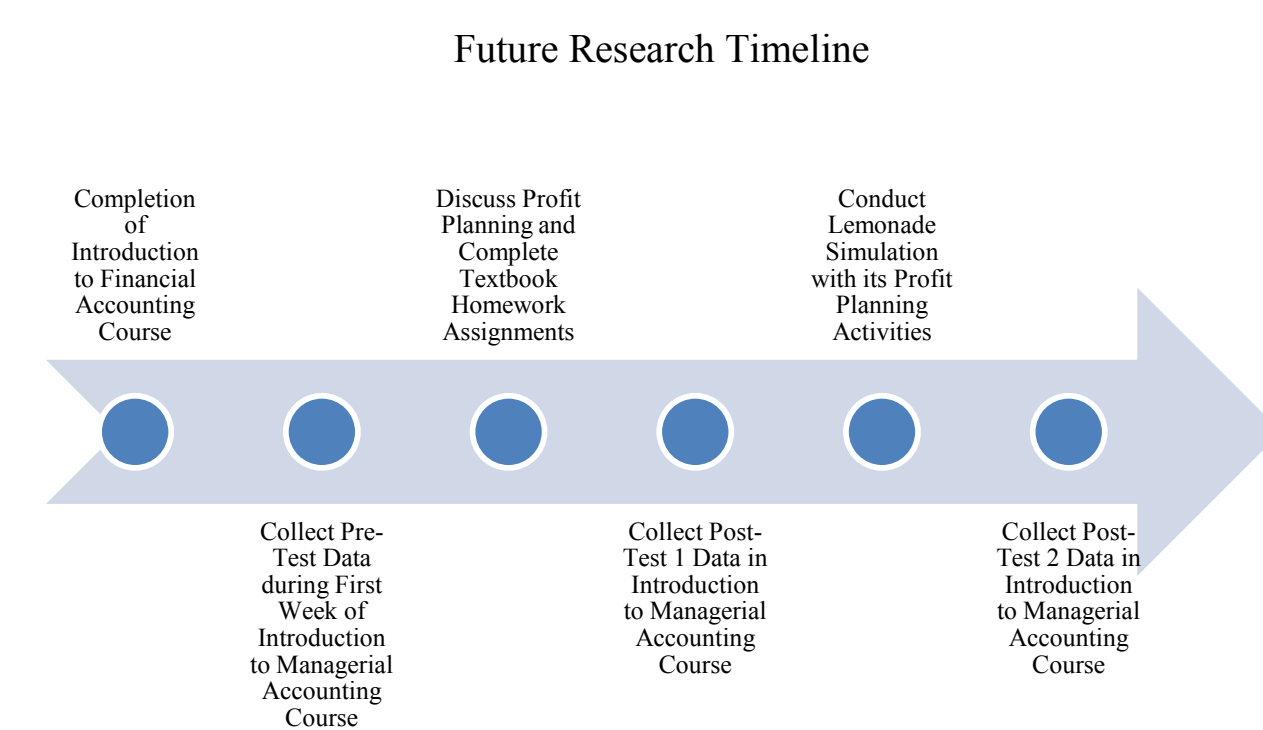 Future Research Timeline
Completion
of
Introduction
to Financial
Accounting
Course
Collect Pre-
Test Data
during First
Week of
Introduction
to Managerial
Accounting
Course
Discuss Profit
Planning and
Complete
Textbook
Homework
Assignments
Collect Post-
Test 1 Data in
Introduction
to Managerial
Accounting
Course
Conduct
Lemonade
Simulation
with its Profit
Planning
Activities
Collect Post-
Test 2 Data in
Introduction
to Managerial
Accounting
Course